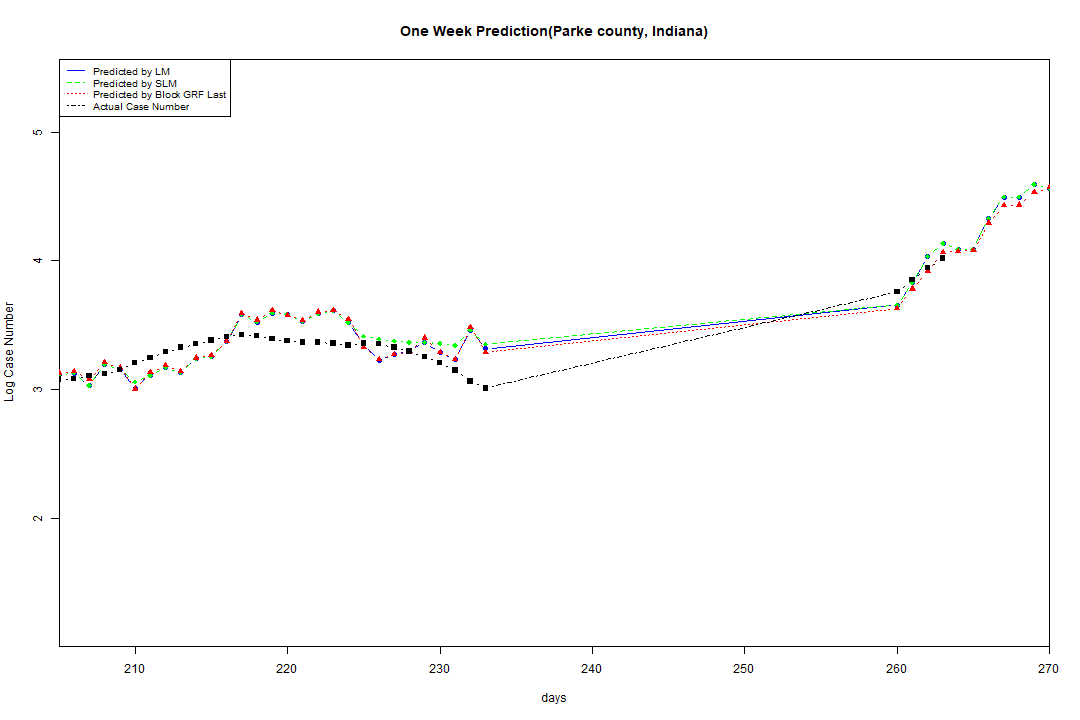 One Week Prediction(Parke county, Indiana)
Predicted by LM
Predicted by SLM
Predicted by Block GRF Last
Actual Case Number
5
4
3
2
Log Case Number
210 220 230 240 250 260 270
days